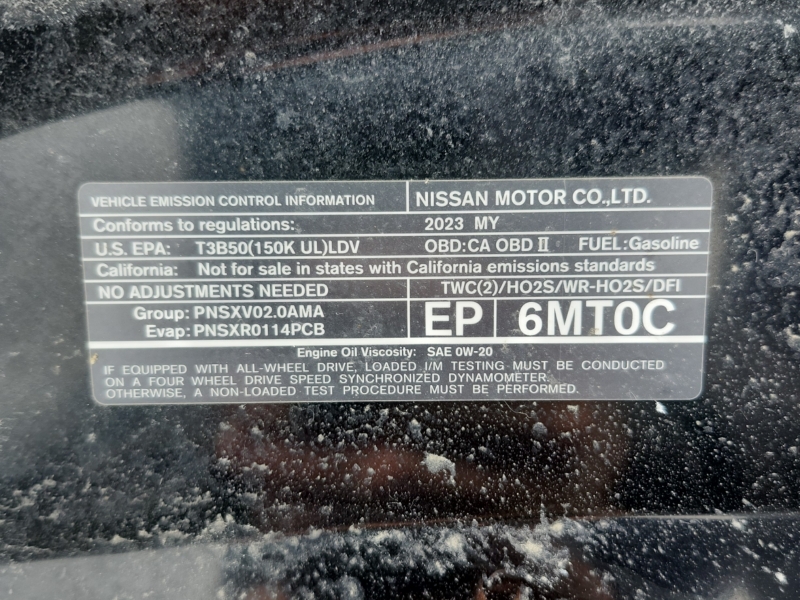 VEHICLE EMISSION CONTROL INFORMATION NISSAN MOTOR CO.,LTD.
Conforms to regulations: 2023 MY
U.S. EPA: T3B50(150K UL)LDV OBD:CA OBD II FUEL:Gasoline
California: Not for sale in states with California emissions standards
NO ADJUSTMENTS NEEDED TWC(2)/HO2S/WR-HO2S/DFI
Group: PNSXV02.0AMA
Evap: PNSXR0114PCB
EP 6MT0C
Engine Oil Viscosity: SAE 0W-20
IF EQUIPPED WITH ALL-WHEEL DRIVE, LOADED I/M TESTING MUST BE CONDUCTED
ON A FOUR WHEEL DRIVE SPEED SYNCHRONIZED DYNAMOMETER.
OTHERWISE, A NON-LOADED TEST PROCEDURE MUST BE PERFORMED.